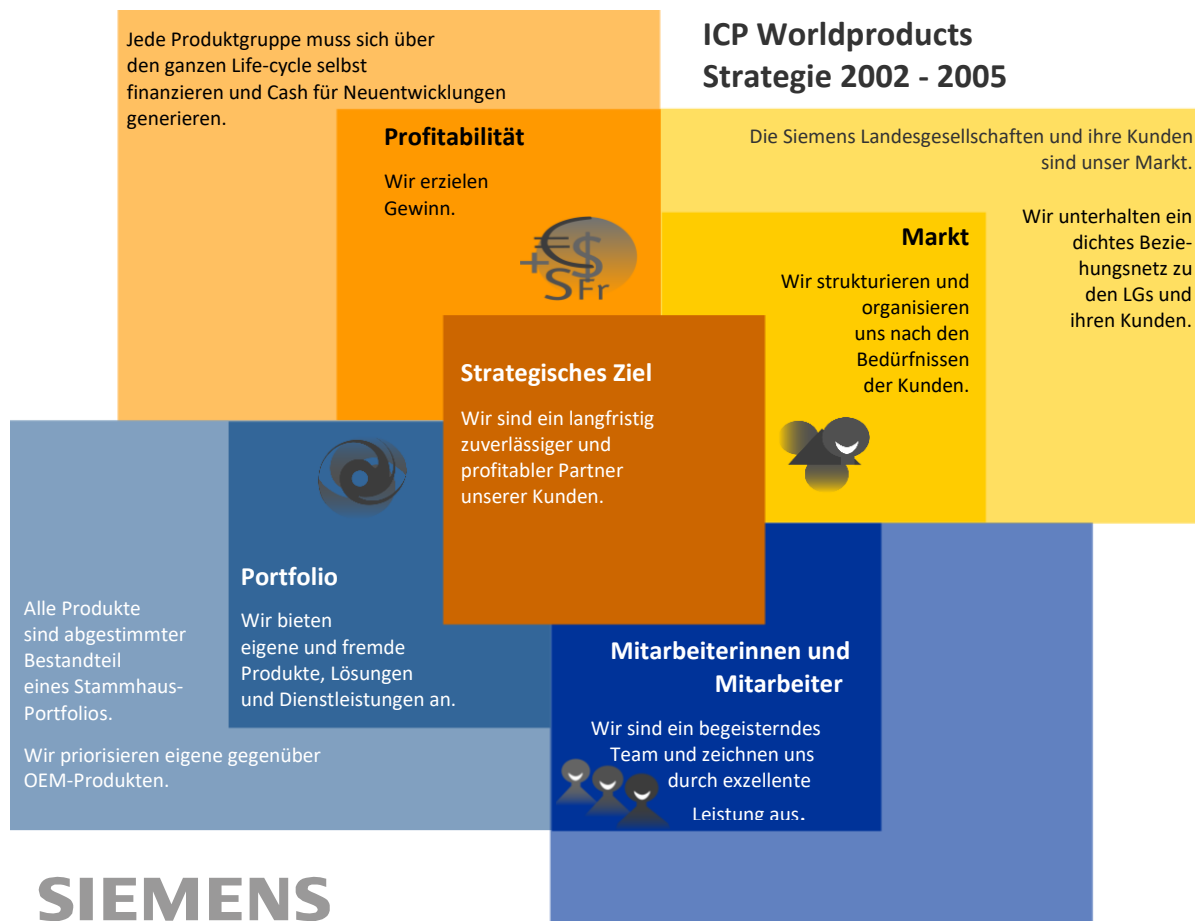 ICP Worldproducts
Strategie 2002 - 2005
Jede Produktgruppe muss sich über
den ganzen Life-cycle selbst
finanzieren und Cash für Neuentwicklungen
generieren.
Profitabilität
Wir erzielen
Gewinn.
€$
+SFr
Die Siemens Landesgesellschaften und ihre Kunden
sind unser Markt.
Wir unterhalten ein
dichtes Bezie-
hungsnetz zu
den LGs und
ihren Kunden.
Markt
Wir strukturieren und
organisieren
uns nach den
Bedürfnissen
der Kunden.
Strategisches Ziel
Wir sind ein langfristig
zuverlässiger und
profitabler Partner
unserer Kunden.
Portfolio
Wir bieten
eigene und fremde
Produkte, Lösungen
und Dienstleistungen an.
Alle Produkte
sind abgestimmter
Bestandteil
eines Stammhaus-
Portfolios.
Wir priorisieren eigene gegenüber
OEM-Produkten.
Mitarbeiterinnen und
Mitarbeiter
Wir sind ein begeisterndes
Team und zeichnen uns
durch exzellente
Leistung aus.
SIEMENS